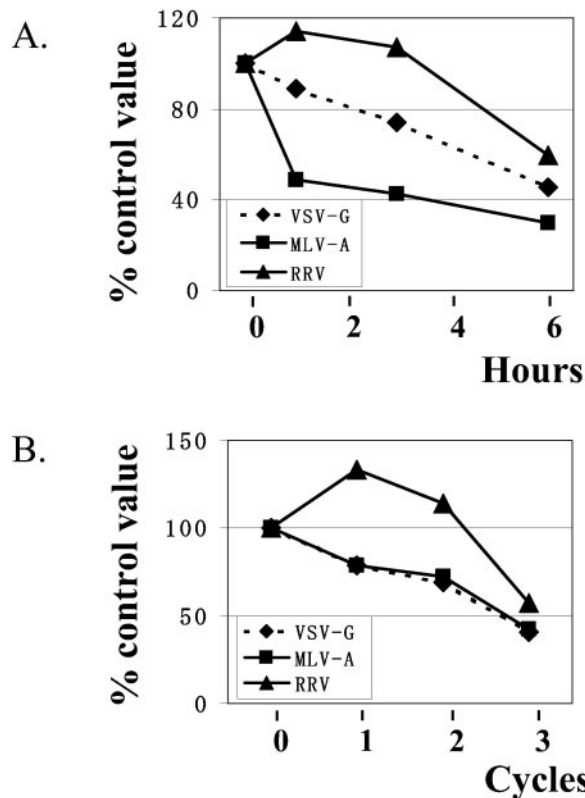 A.
% control value
120
80
40
0
VSV-G
MLV-A
RRV
0 2 4 6
Hours
B.
% control value
150
100
50
0
VSV-G
MLV-A
RRV
0 1 2 3
Cycles